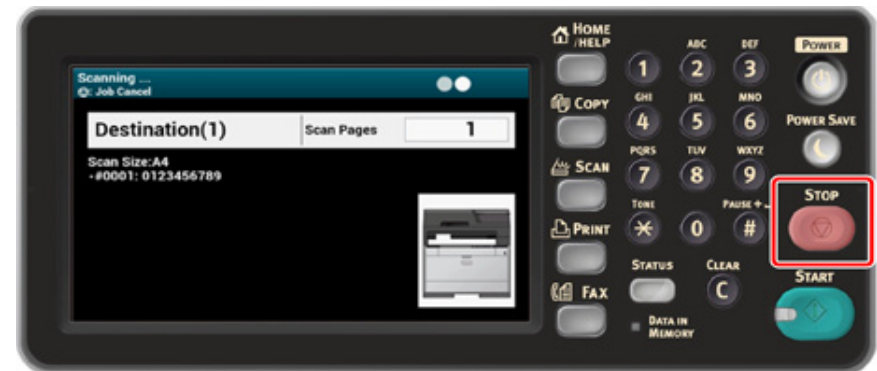 Scanning ....
: Job Cancel
Destination(1)
Scan Pages
1
Scan Size:A4
-#0001: 0123456789
HOME
/HELP
COPY
SCAN
PRINT
FAX
ABC
DEF
1
2
3
GHI
JKL
MNO
4
5
6
PQRS
TUV
WXYZ
7
8
9
TONE
PAUSE + -
0
#
STATUS
CLEAR
C
DATA IN
MEMORY
POWER
POWER SAVE
STOP
START